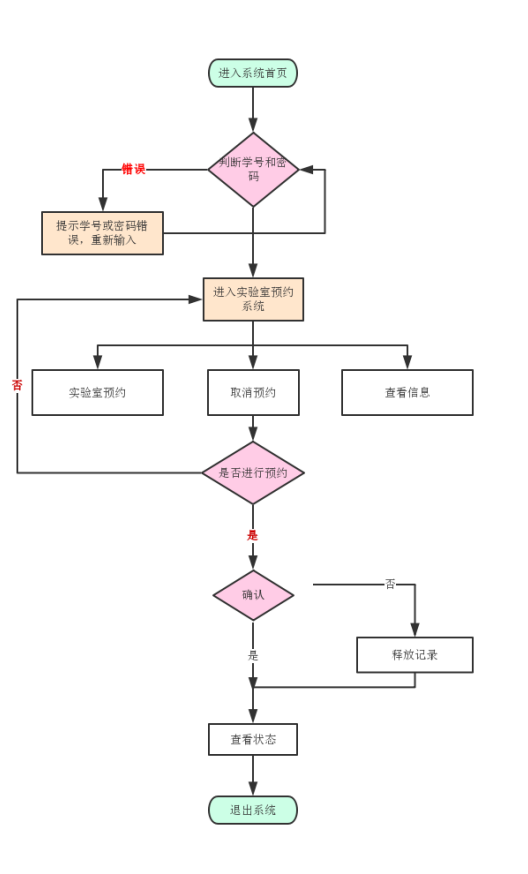 进入系统首页
判断学号和密
码
错误
提示学号或密码错
误，重新输入
进入实验室预约
系统
否
实验室预约
取消预约
查看信息
是否进行预约
是
确认
否
释放记录
是
查看状态
退出系统